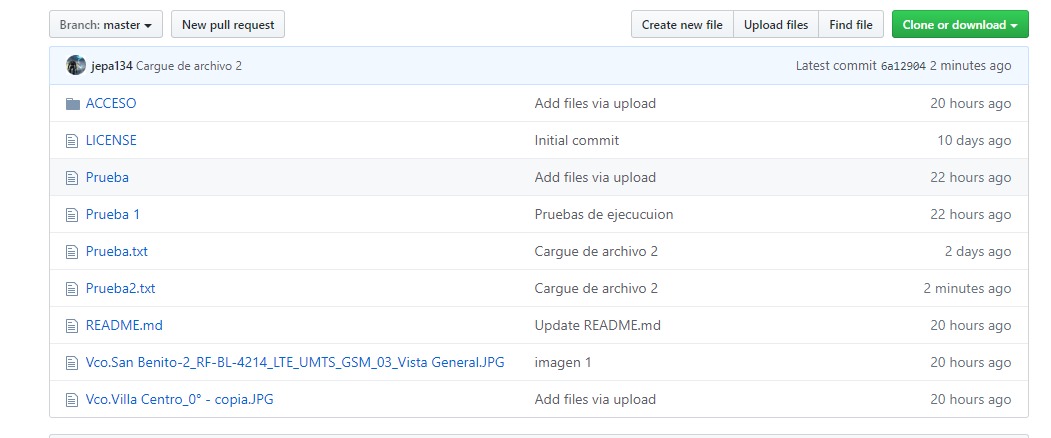 Branch: master New pull request Create new file Upload files Find file Clone or download
jepa134 Cargue de archivo 2 Latest commit 6a12904 2 minutes ago
ACCESO Add files via upload 20 hours ago
LICENSE Initial commit 10 days ago
Prueba Add files via upload 22 hours ago
Prueba 1 Pruebas de ejecucuion 22 hours ago
Prueba.txt Cargue de archivo 2 2 days ago
Prueba2.txt Cargue de archivo 2 2 minutes ago
README.md Update README.md 20 hours ago
Vco.San Benito-2_RF-BL-4214_LTE_UMTS_GSM_03_Vista General.JPG imagen 1 20 hours ago
Vco.Villa Centro_0° - copia.JPG Add files via upload 20 hours ago